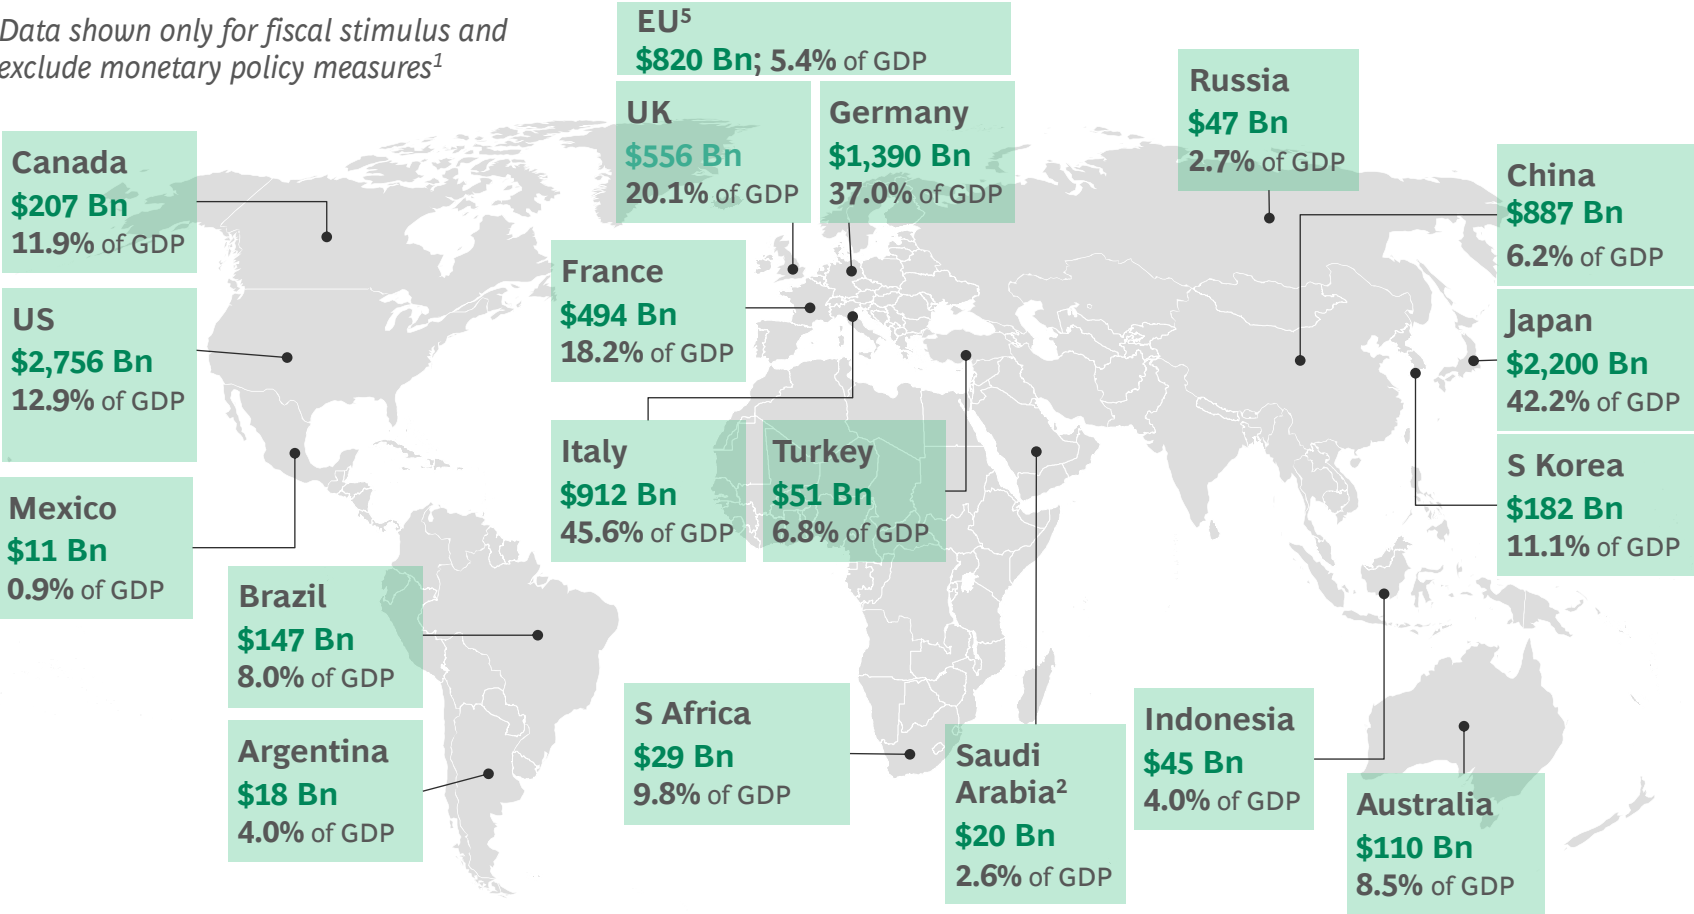 Data shown only for fiscal stimulus and
exclude monetary policy measures¹
EU⁵
$820 Bn; 5.4% of GDP
UK
$556 Bn
20.1% of GDP
Germany
$1,390 Bn
37.0% of GDP
Russia
$47 Bn
2.7% of GDP
Canada
$207 Bn
11.9% of GDP
China
$887 Bn
6.2% of GDP
France
$494 Bn
18.2% of GDP
US
$2,756 Bn
12.9% of GDP
Japan
$2,200 Bn
42.2% of GDP
Italy
$912 Bn
45.6% of GDP
Turkey
$51 Bn
6.8% of GDP
S Korea
$182 Bn
11.1% of GDP
Mexico
$11 Bn
0.9% of GDP
Brazil
$147 Bn
8.0% of GDP
S Africa
$29 Bn
9.8% of GDP
Saudi
Arabia²
$20 Bn
2.6% of GDP
Indonesia
$45 Bn
4.0% of GDP
Argentina
$18 Bn
4.0% of GDP
Australia
$110 Bn
8.5% of GDP